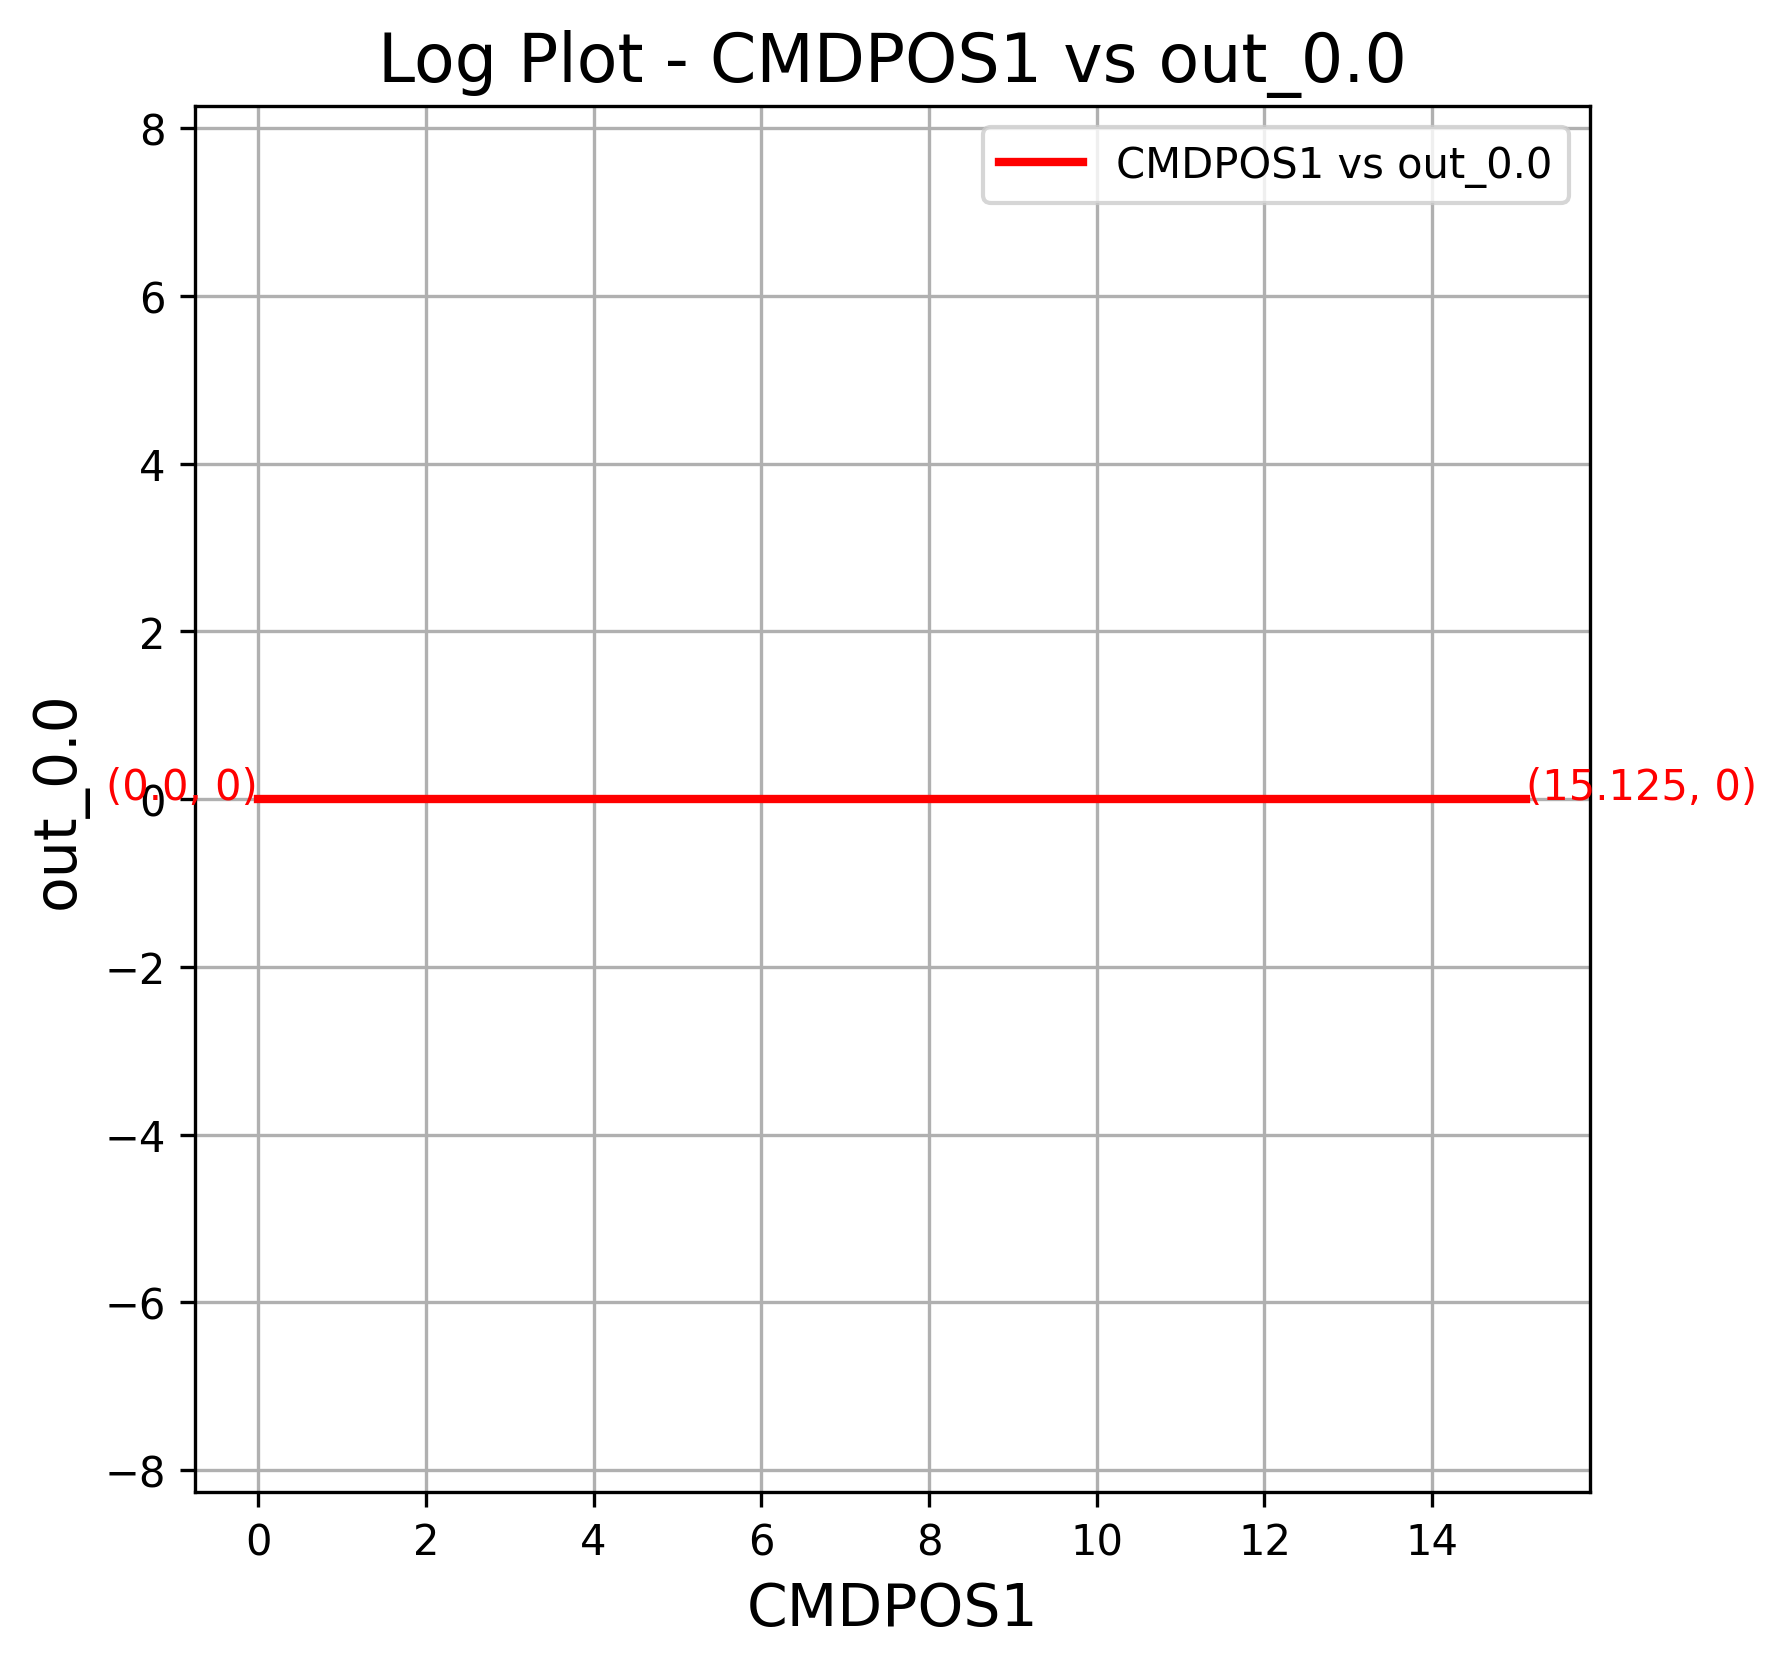 Log Plot - CMDPOS1 vs out_0.0
CMDPOS1 vs out_0.0
8
6
4
2
0
−2
−4
−6
−8
out_0.0
(0.0, 0)
(15.125, 0)
0 2 4 6 8 10 12 14
CMDPOS1